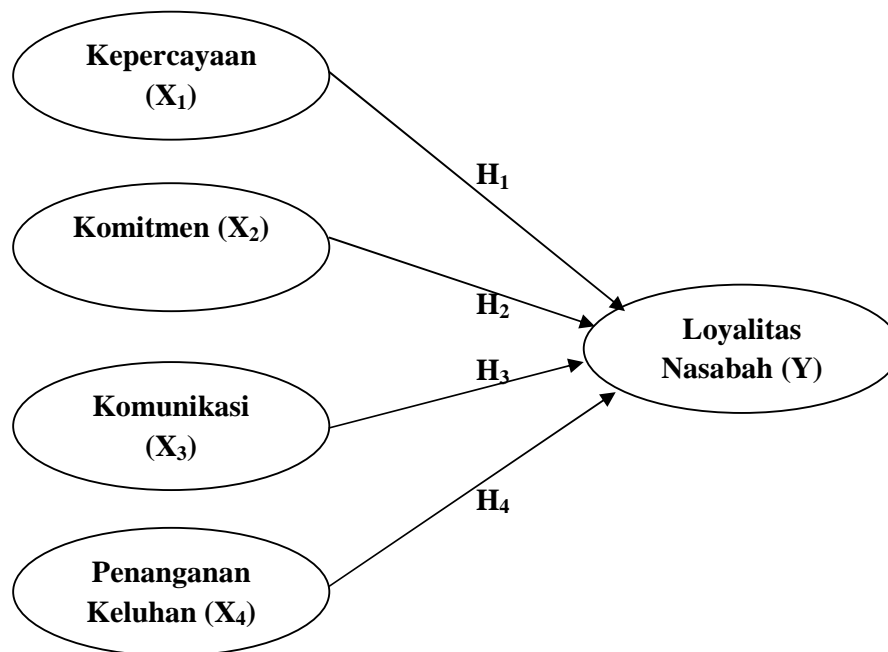 Kepercayaan
(X₁)
H₁
Komitmen (X₂)
H₂
Loyalitas
Nasabah (Y)
H₃
Komunikasi
(X₃)
H₄
Penanganan
Keluhan (X₄)